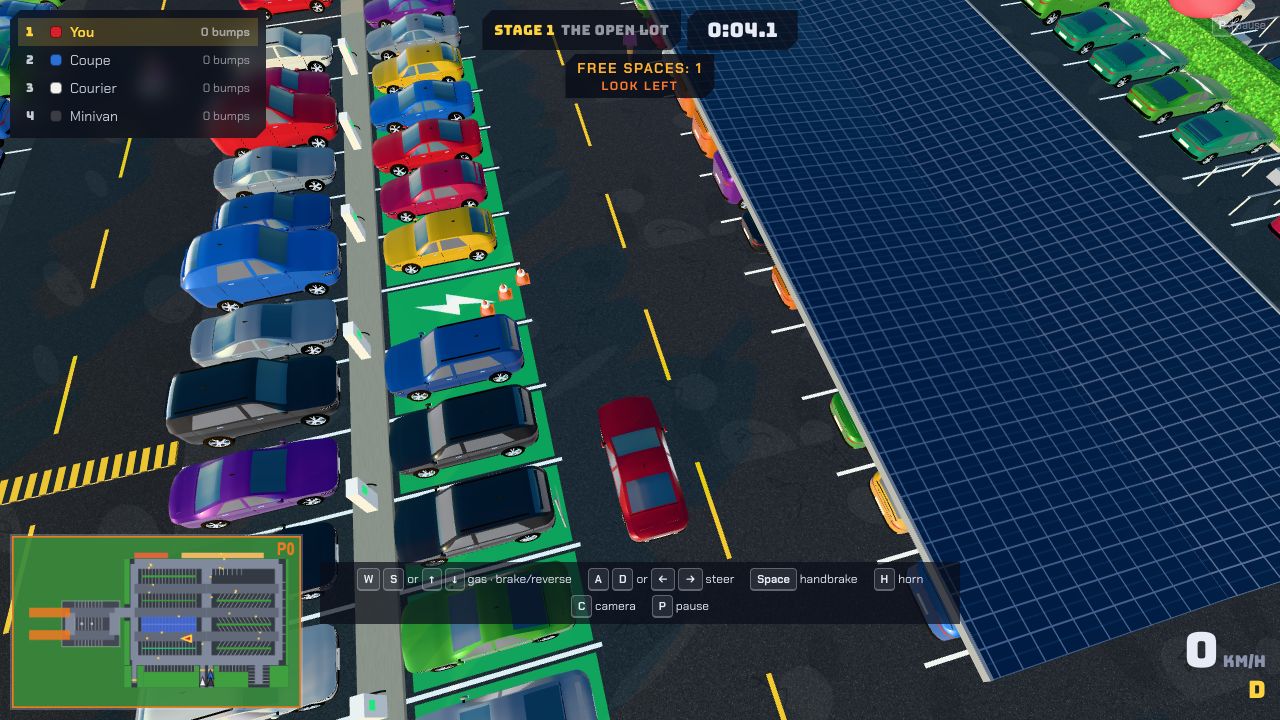 1 You 0 bumps
2 Coupe 0 bumps
3 Courier 0 bumps
4 Minivan 0 bumps
STAGE 1 THE OPEN LOT
0:04.1
FREE SPACES: 1
LOOK LEFT
P Pause
W S or ↑ ↓ gas · brake/reverse A D or ← → steer Space handbrake H horn
C camera P pause
P0
0 KM/H
D